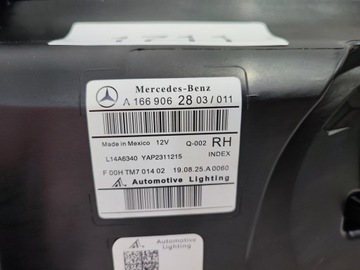 Mercedes-Benz
A 166 906 28 03 / 011
Made in Mexico 12V Q-002 RH
L14A6340 YAP2311215 INDEX
F 00H TM7 014 02 19.08.25.A 0060
Automotive Lighting
Automotive
Lighting